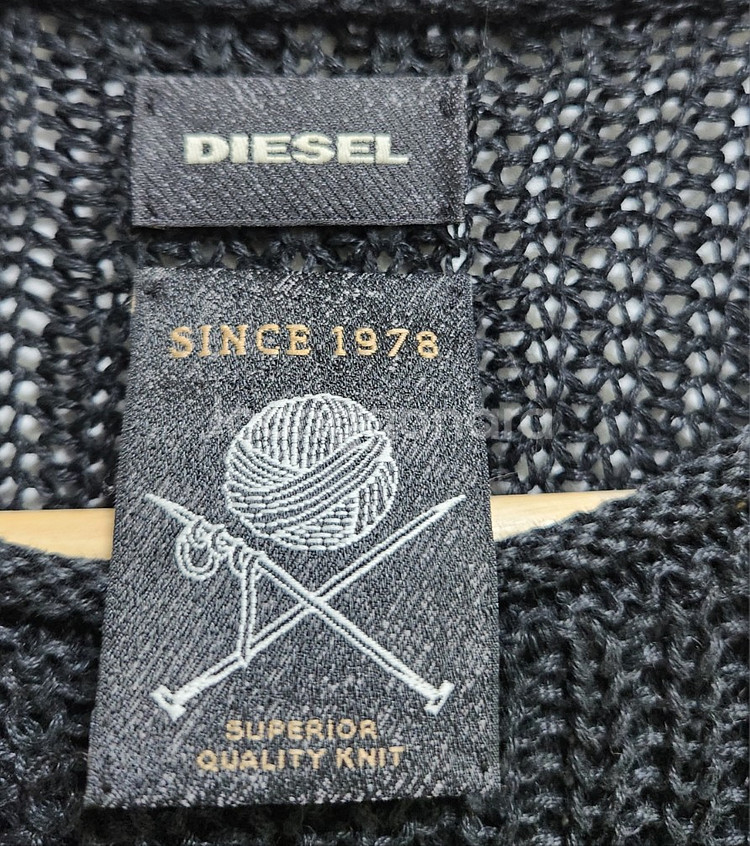 DIESEL
SINCE 1978
SUPERIOR
QUALITY KNIT